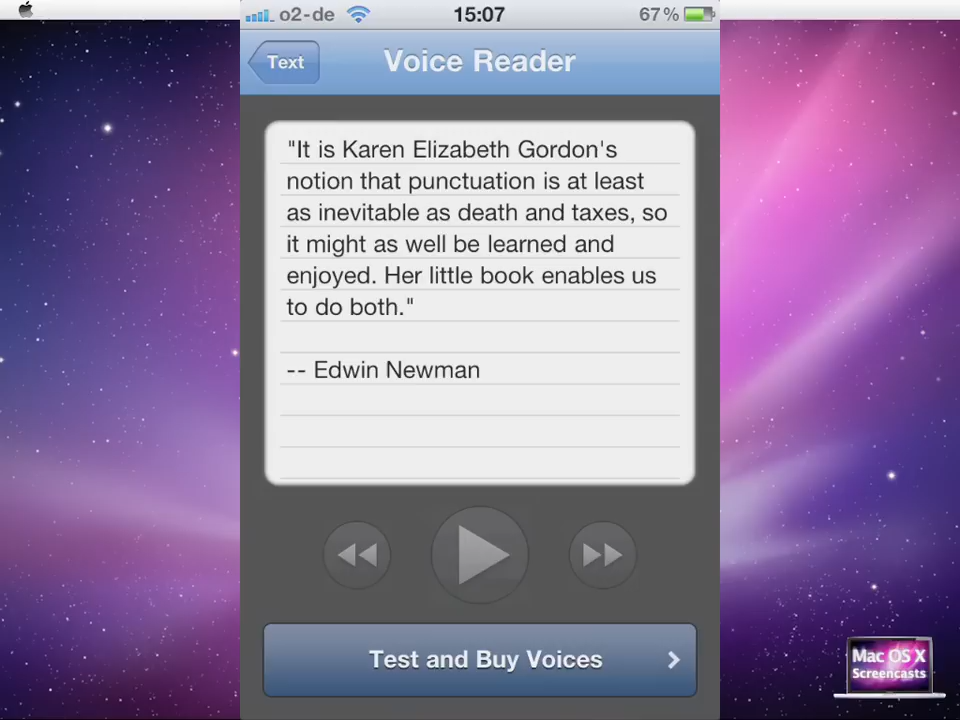 o2-de 15:07 67%
Text Voice Reader
"It is Karen Elizabeth Gordon's
notion that punctuation is at least
as inevitable as death and taxes, so
it might as well be learned and
enjoyed. Her little book enables us
to do both."
-- Edwin Newman
Test and Buy Voices
Mac OS X
Screencasts